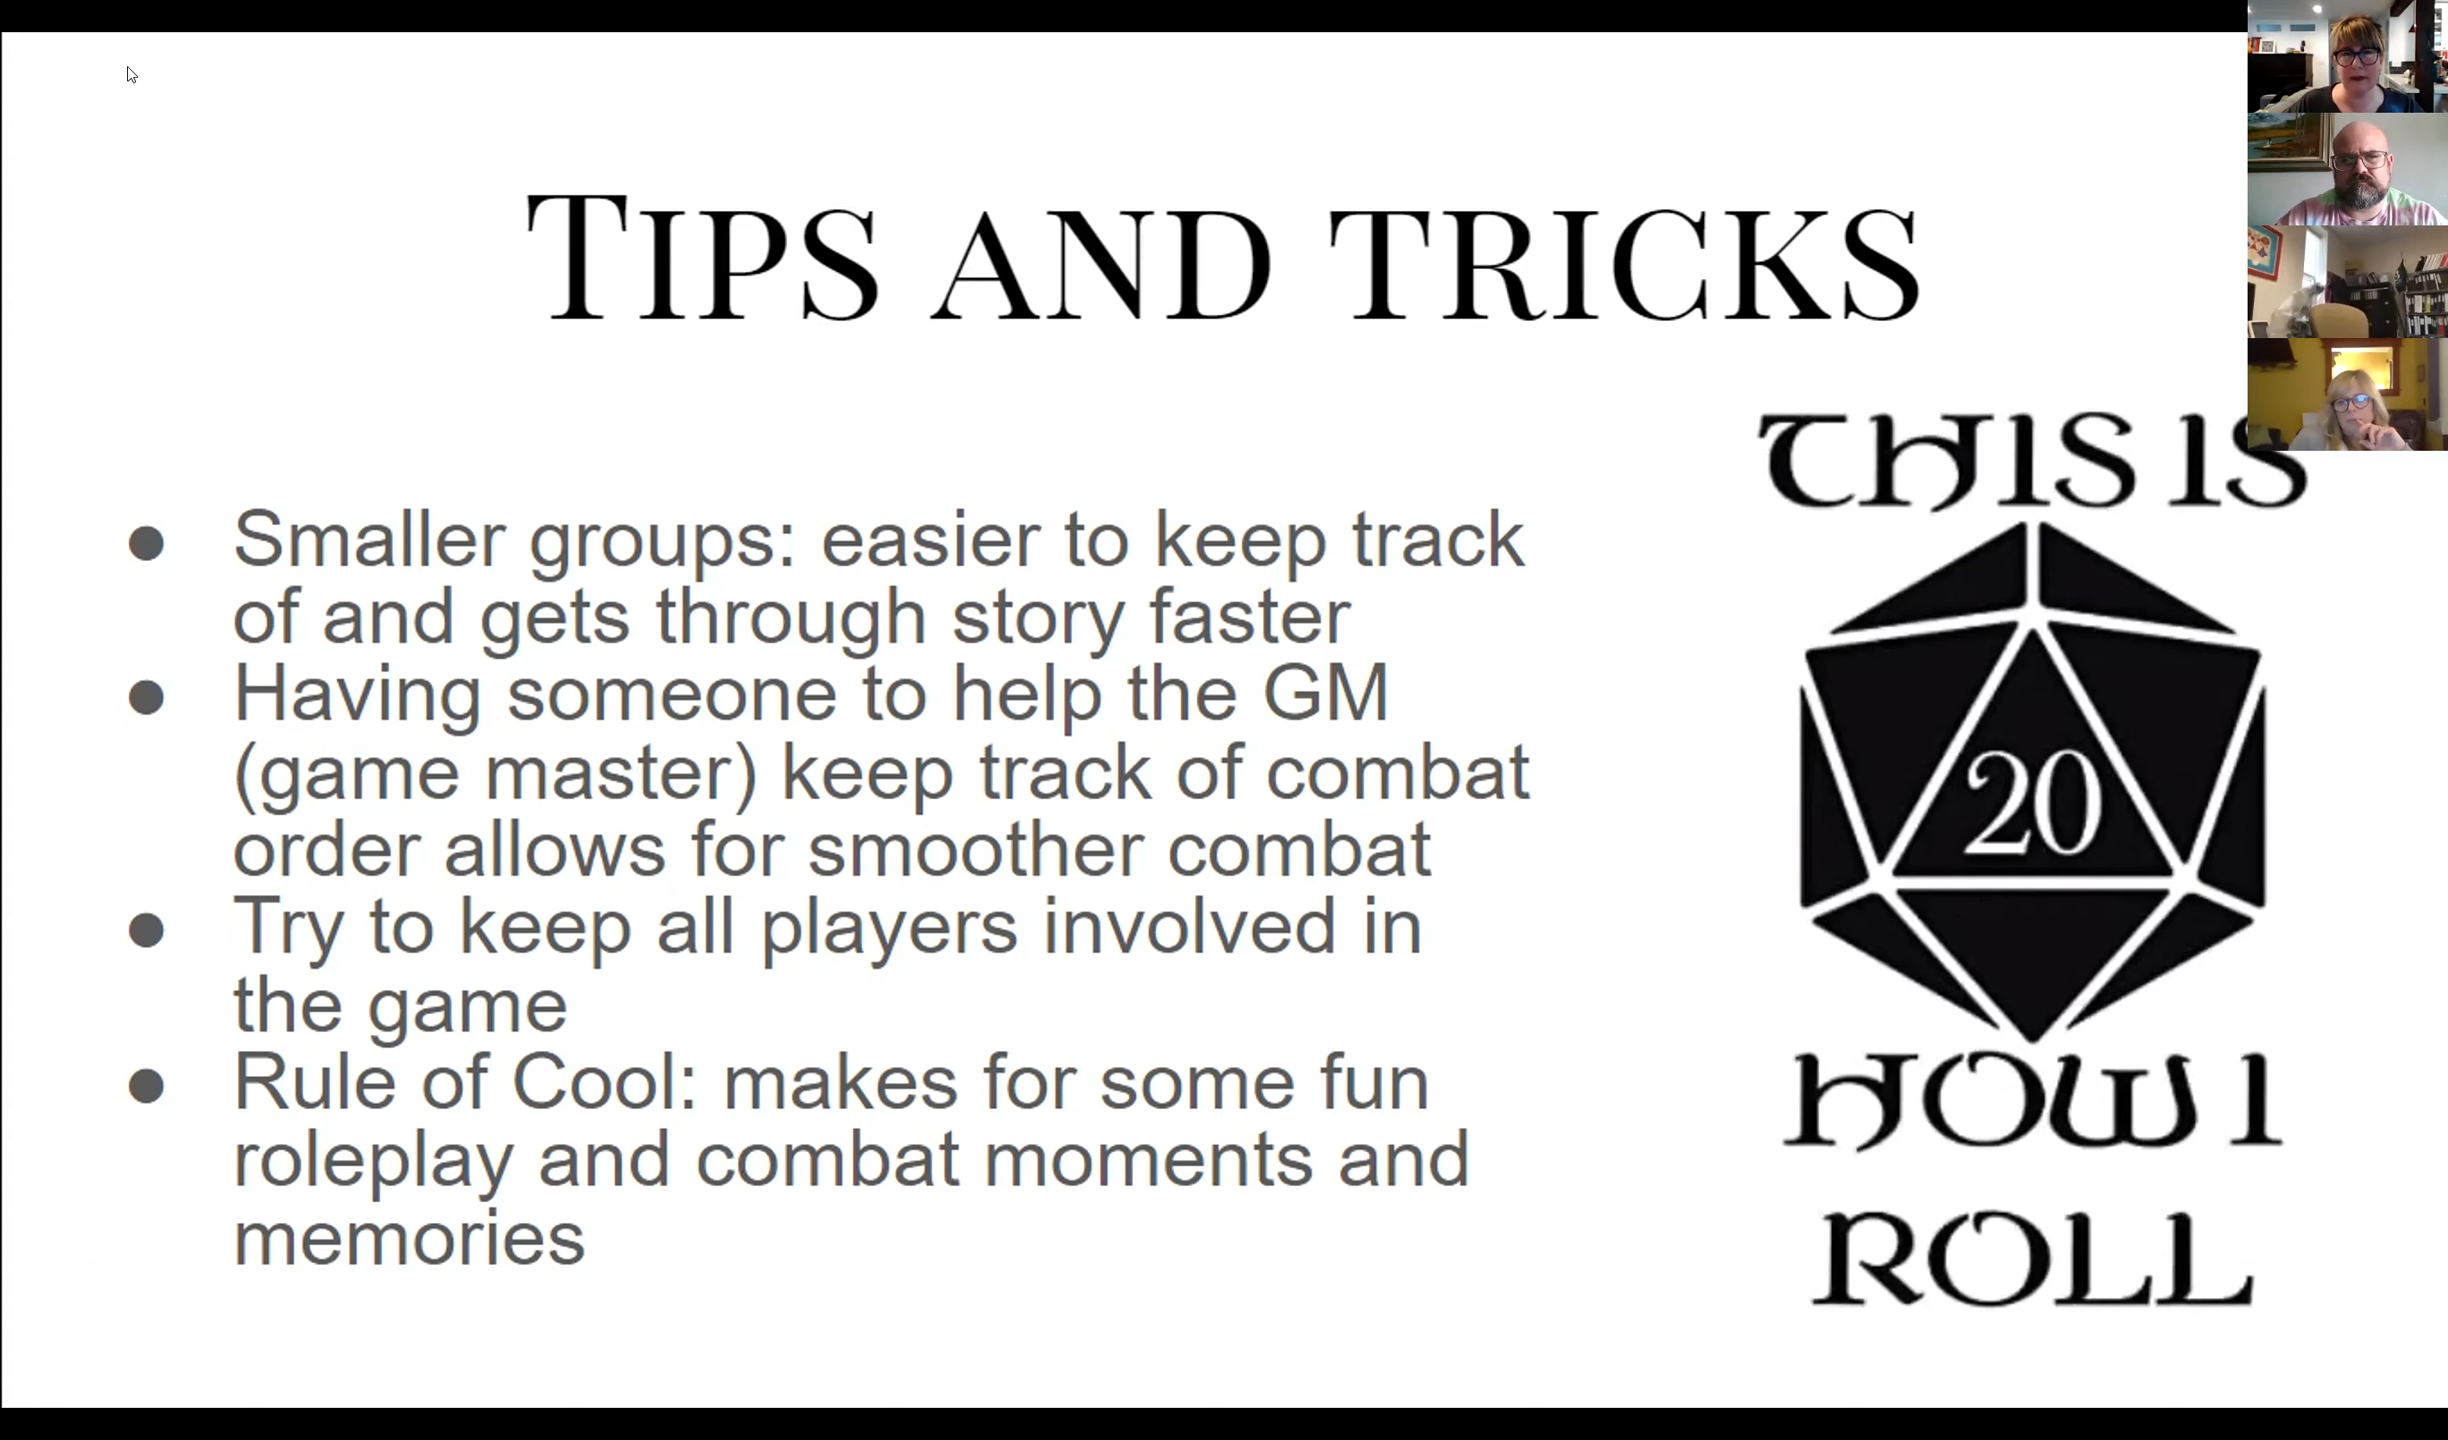 Tips and tricks
● Smaller groups: easier to keep track
of and gets through story faster
● Having someone to help the GM
(game master) keep track of combat
order allows for smoother combat
● Try to keep all players involved in
the game
● Rule of Cool: makes for some fun
roleplay and combat moments and
memories
THIS IS
20
HOW I
ROLL